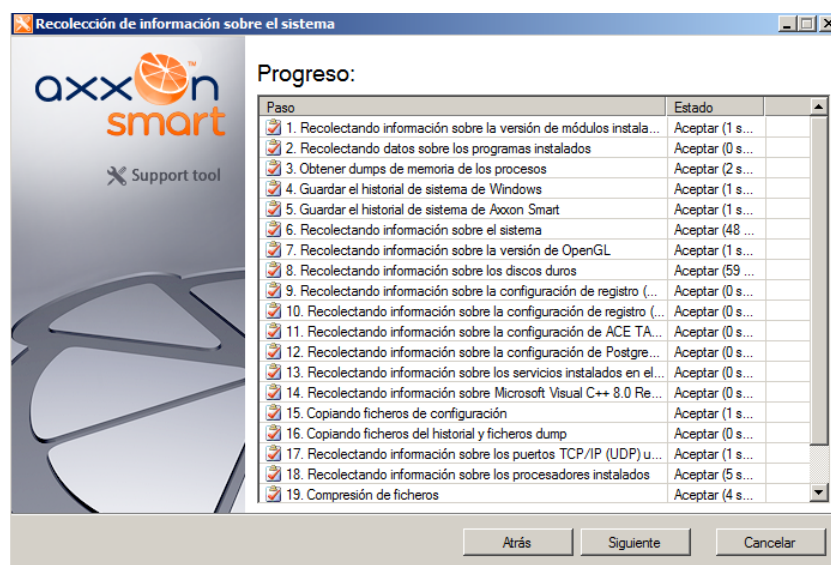 Recolección de información sobre el sistema
axxon
TM
smart
Support tool
Progreso:
Paso Estado
1. Recolectando información sobre la versión de módulos instala... Aceptar (1 s...
2. Recolectando datos sobre los programas instalados Aceptar (0 s...
3. Obtener dumps de memoria de los procesos Aceptar (2 s...
4. Guardar el historial de sistema de Windows Aceptar (1 s...
5. Guardar el historial de sistema de Axxon Smart Aceptar (1 s...
6. Recolectando información sobre el sistema Aceptar (48 ...
7. Recolectando información sobre la versión de OpenGL Aceptar (1 s...
8. Recolectando información sobre los discos duros Aceptar (59 ...
9. Recolectando información sobre la configuración de registro (... Aceptar (0 s...
10. Recolectando información sobre la configuración de registro (... Aceptar (0 s...
11. Recolectando información sobre la configuración de ACE TA... Aceptar (0 s...
12. Recolectando información sobre la configuración de Postgre... Aceptar (0 s...
13. Recolectando información sobre los servicios instalados en el... Aceptar (0 s...
14. Recolectando información sobre Microsoft Visual C++ 8.0 Re... Aceptar (0 s...
15. Copiando ficheros de configuración Aceptar (1 s...
16. Copiando ficheros del historial y ficheros dump Aceptar (0 s...
17. Recolectando información sobre los puertos TCP/IP (UDP) u... Aceptar (1 s...
18. Recolectando información sobre los procesadores instalados Aceptar (5 s...
19. Compresión de ficheros Aceptar (4 s...
Atrás Siguiente Cancelar